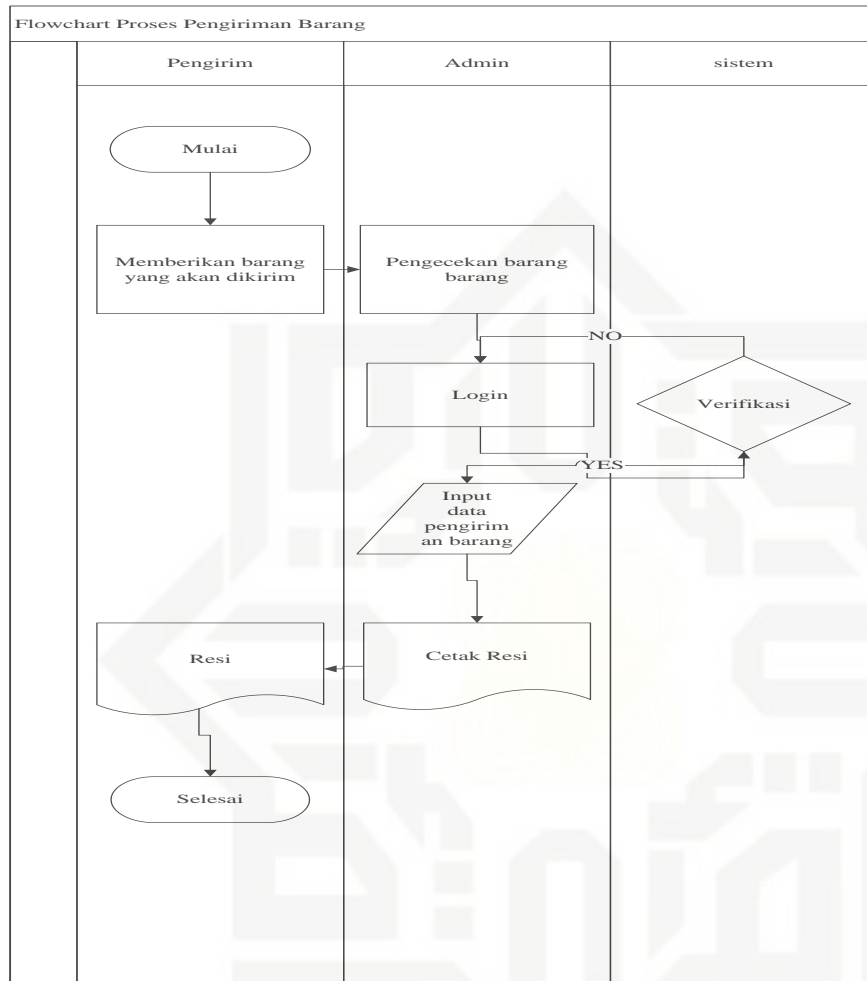 Flowchart Proses Pengiriman Barang
Pengirim
Admin
sistem
Mulai
Memberikan barang
yang akan dikirim
Pengecekan barang
barang
NO
Login
Verifikasi
YES
Input
data
pengirim
an barang
Resi
Cetak Resi
Selesai